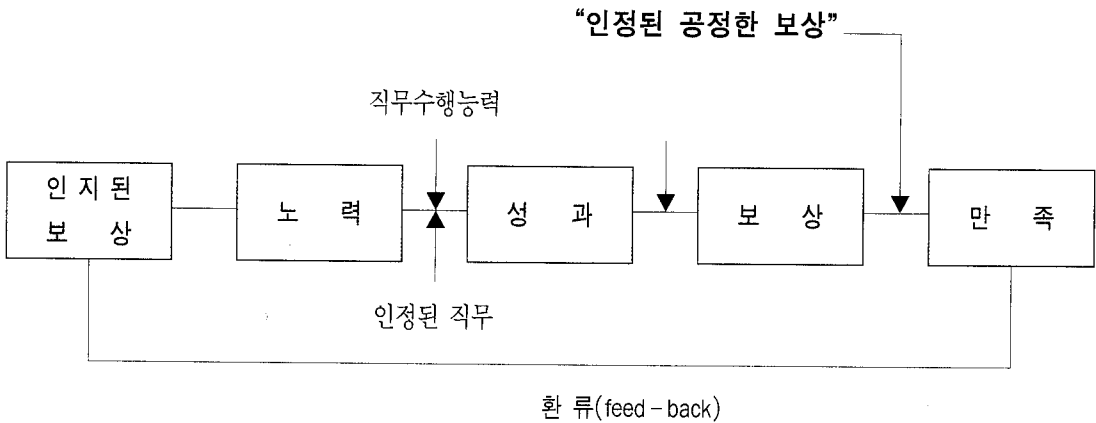 “인정된 공정한 보상”
직무수행능력
인 지 된
보 상
노 력
성 과
보 상
만 족
인정된 직무
환 류(feed－back)